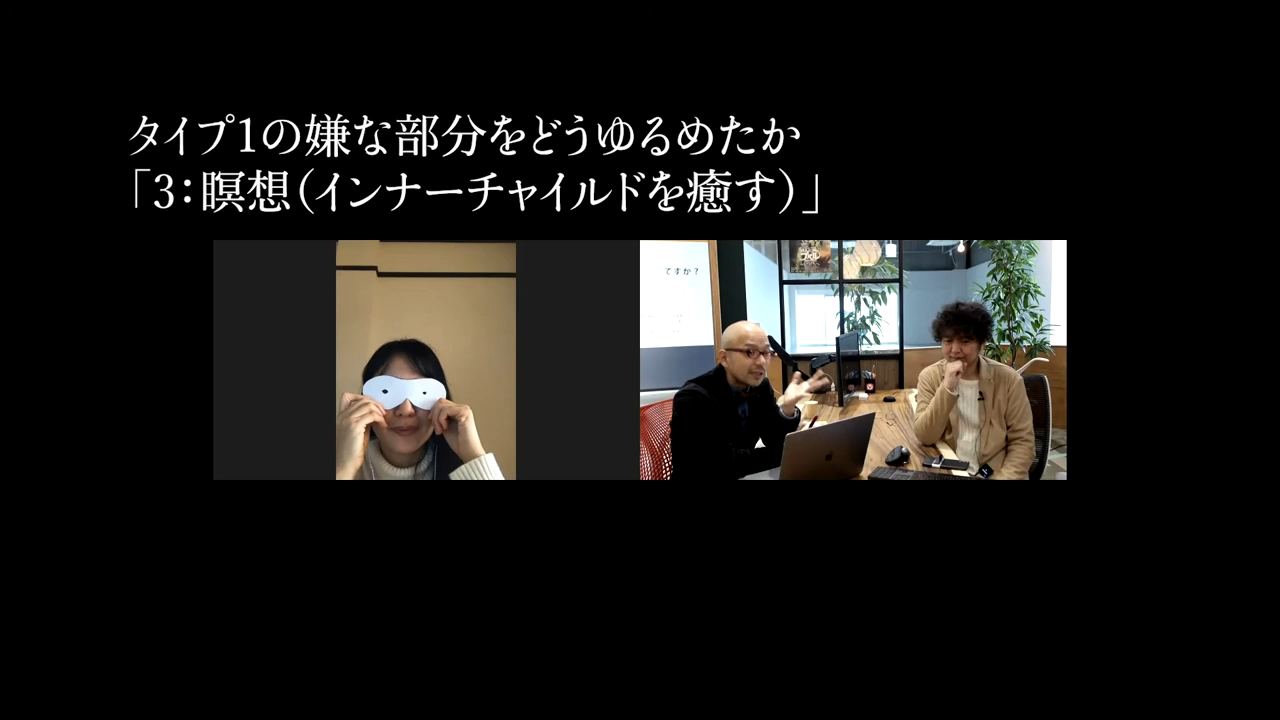 タイプ1の嫌な部分をどうゆるめたか
「3：瞑想（インナーチャイルドを癒す）」
ですか？